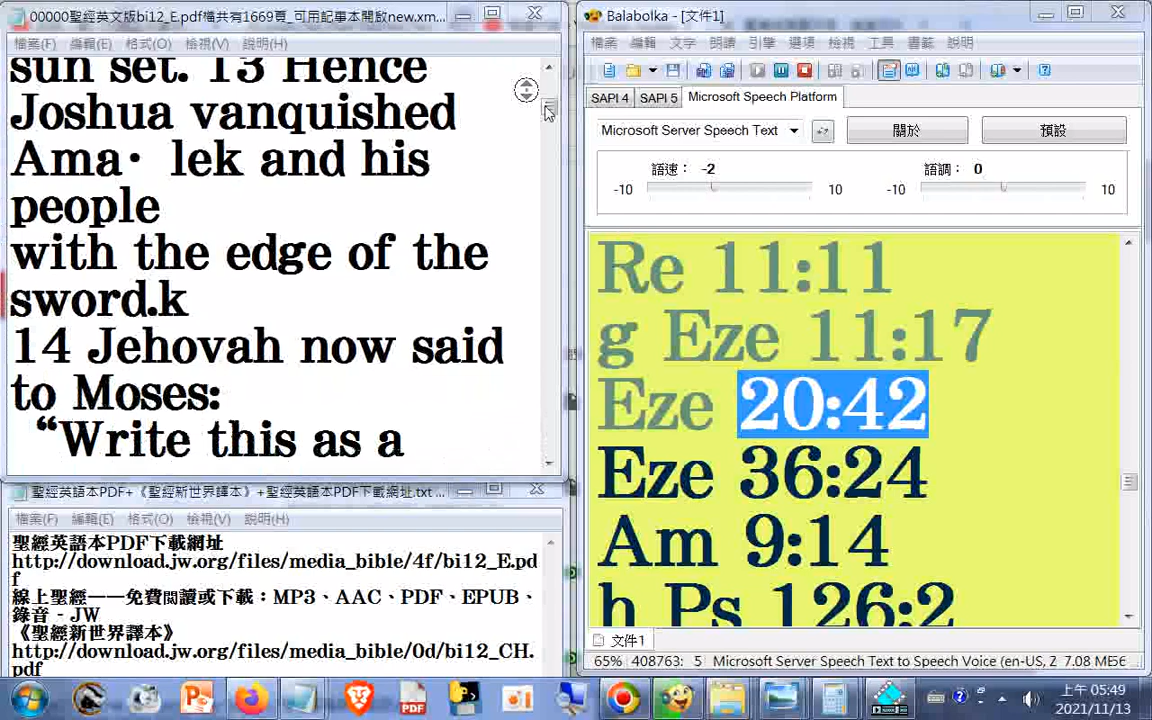 00000聖經英文版bi12_E.pdf檔共有1669頁_可用記事本開啟new.xm...
檔案(F) 編輯(E) 格式(O) 檢視(V) 說明(H)
sun set. 13 Hence
Joshua vanquished
Ama· lek and his
people
with the edge of the
sword.k
14 Jehovah now said
to Moses:
“Write this as a
聖經英語本PDF+《聖經新世界譯本》+聖經英語本PDF下載網址.txt ...
檔案(F) 編輯(E) 格式(O) 檢視(V) 說明(H)
聖經英語本PDF下載網址
http://download.jw.org/files/media_bible/4f/bi12_E.pd
f
線上聖經——免費閱讀或下載：MP3、AAC、PDF、EPUB、
錄音 - JW
《聖經新世界譯本》
http://download.jw.org/files/media_bible/0d/bi12_CH.
pdf
Balabolka - [文件1]
檔案 編輯 文字 朗讀 引擎 選項 檢視 工具 書籤 說明
SAPI 4 SAPI 5 Microsoft Speech Platform
Microsoft Server Speech Text 關於 預設
語速： -2 語調： 0
-10 10 -10 10
Re 11:11
g Eze 11:17
Eze 20:42
Eze 36:24
Am 9:14
h Ps 126:2
文件1
65% 408763: 5 Microsoft Server Speech Text to Speech Voice (en-US, 2 7.08 МБ
上午 05:49
2021/11/13